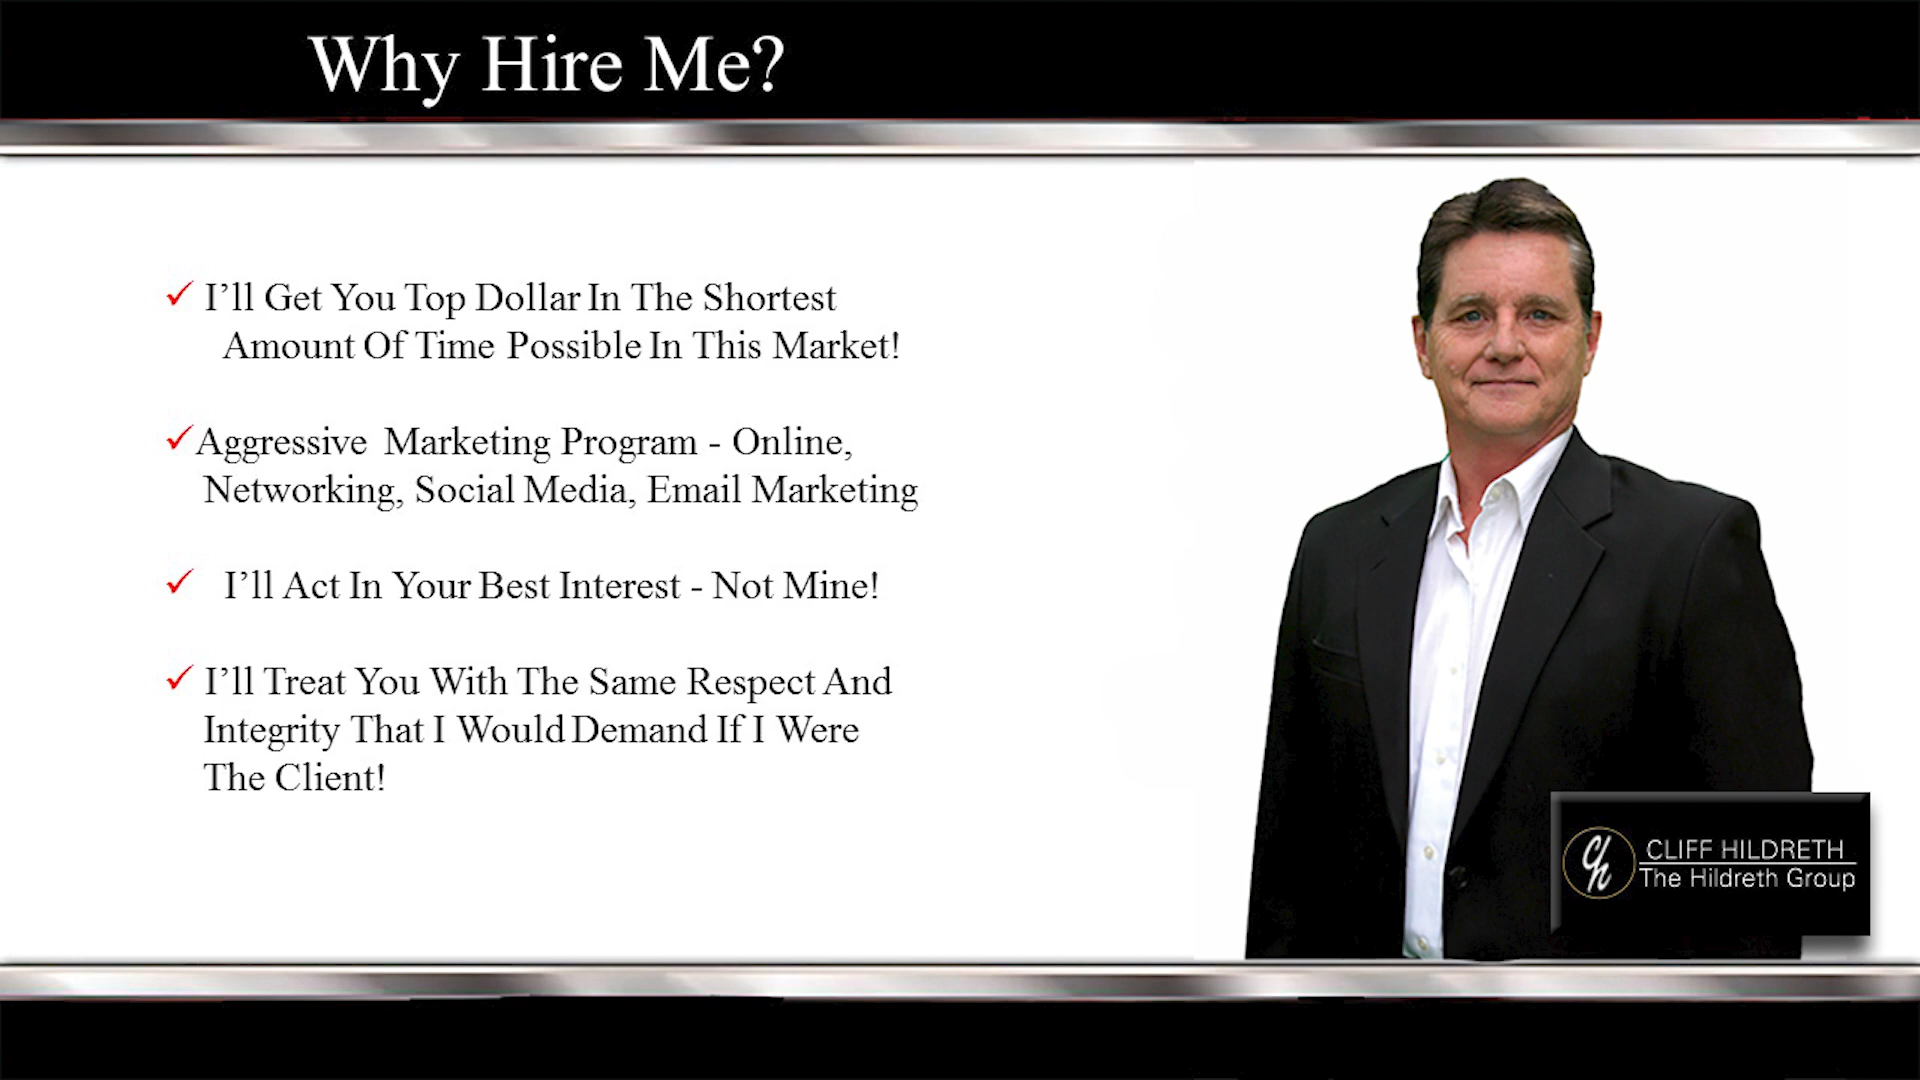 Why Hire Me?
I’ll Get You Top Dollar In The Shortest
Amount Of Time Possible In This Market!
Aggressive Marketing Program - Online,
Networking, Social Media, Email Marketing
I’ll Act In Your Best Interest - Not Mine!
I’ll Treat You With The Same Respect And
Integrity That I Would Demand If I Were
The Client!
ch
CLIFF HILDRETH
The Hildreth Group